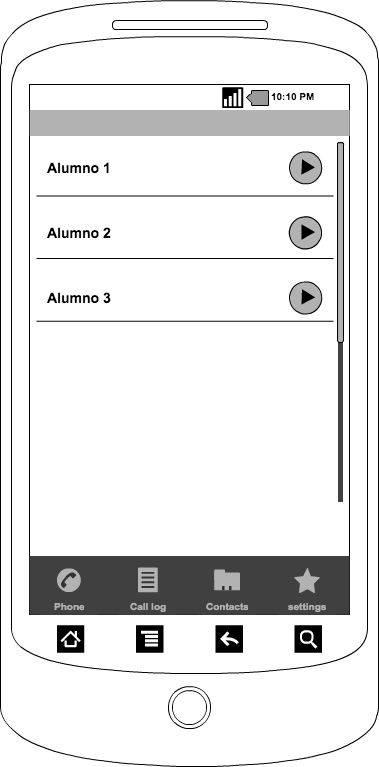 10:10 PM
Alumno 1
Alumno 2
Alumno 3
Phone
Call log
Contacts
settings